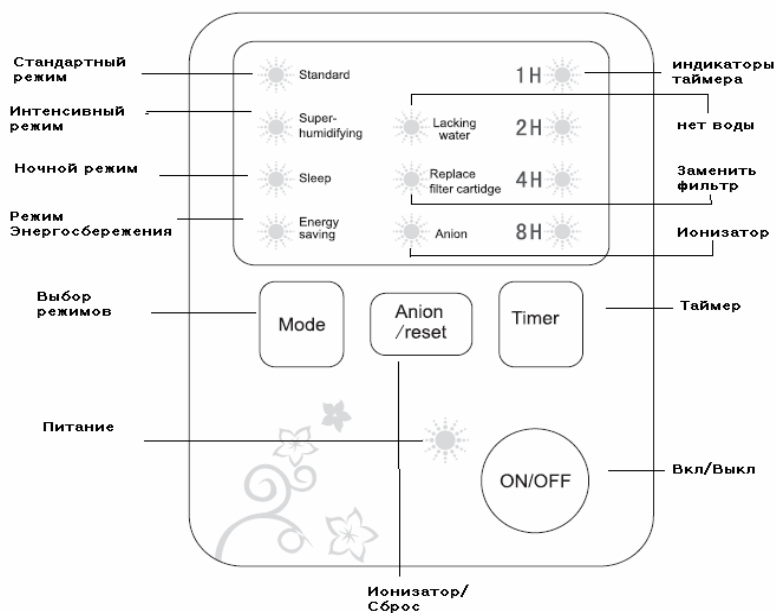 Стандартный
режим
Standard
1H
индикаторы
таймера
Интенсивный
режим
Super-
humidifying
Lacking
water
2H
нет воды
Ночной режим
Sleep
Replace
filter cartidge
4H
Заменить
фильтр
Режим
Энергосбережения
Energy
saving
Anion
8H
Ионизатор
Выбор
режимов
Mode
Anion
/reset
Timer
Таймер
Питание
ON/OFF
Вкл/Выкл
Ионизатор/
Сброс